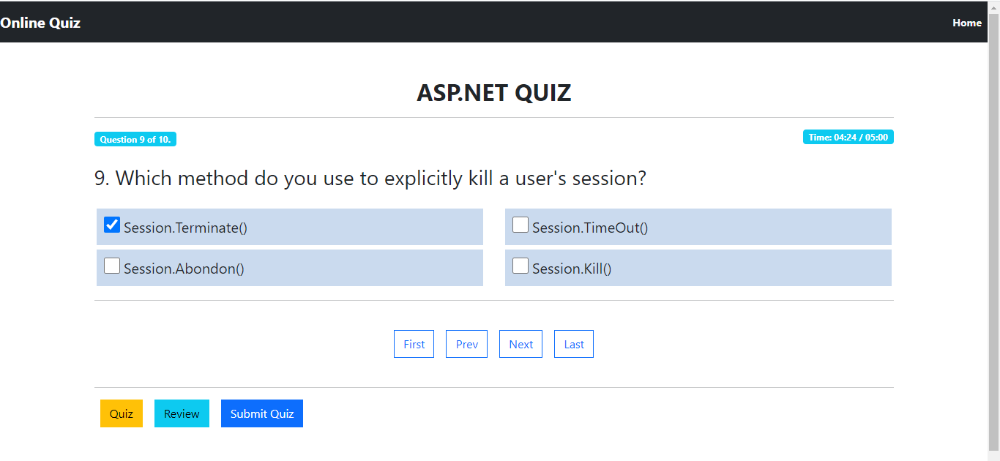 Online Quiz
Home
ASP.NET QUIZ
Question 9 of 10.
Time: 04:24 / 05:00
9. Which method do you use to explicitly kill a user's session?
Session.Terminate()
Session.TimeOut()
Session.Abondon()
Session.Kill()
First
Prev
Next
Last
Quiz
Review
Submit Quiz